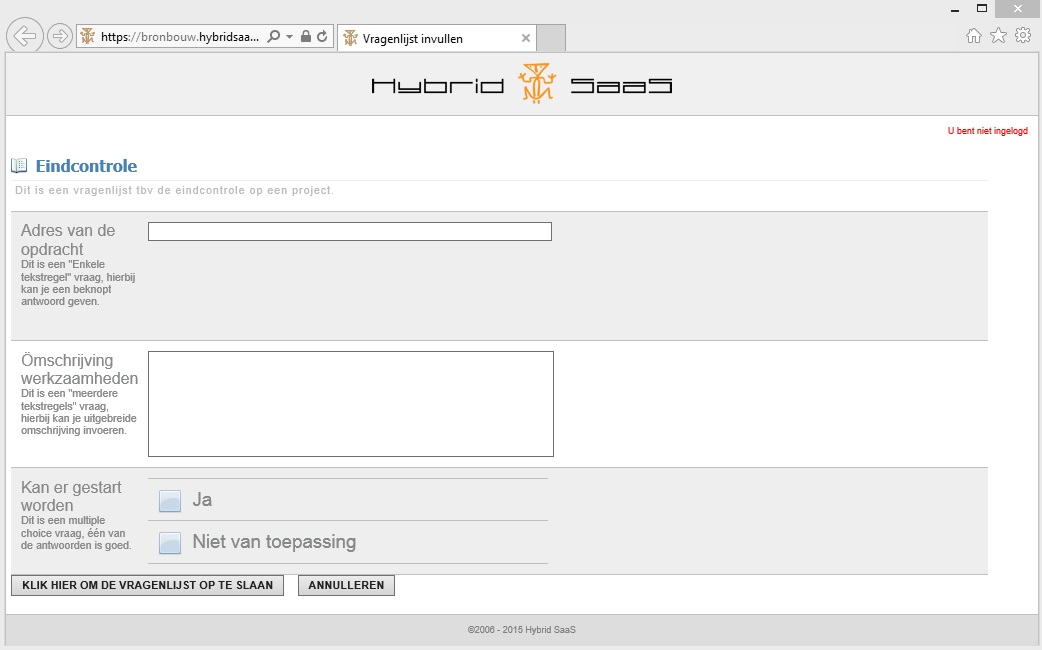 https://bronbouw.hybridsaa...
Vragenlijst invullen
Hybrid SaaS
U bent niet ingelogd
Eindcontrole
Dit is een vragenlijst tbv de eindcontrole op een project.
Adres van de
opdracht
Dit is een "Enkele
tekstregel" vraag, hierbij
kan je een beknopt
antwoord geven.
Ömschrijving
werkzaamheden
Dit is een "meerdere
tekstregels" vraag,
hierbij kan je uitgebreide
omschrijving invoeren.
Kan er gestart
worden
Dit is een multiple
choice vraag, één van
de antwoorden is goed.
Ja
Niet van toepassing
KLIK HIER OM DE VRAGENLIJST OP TE SLAAN
ANNULLEREN
©2006 - 2015 Hybrid SaaS